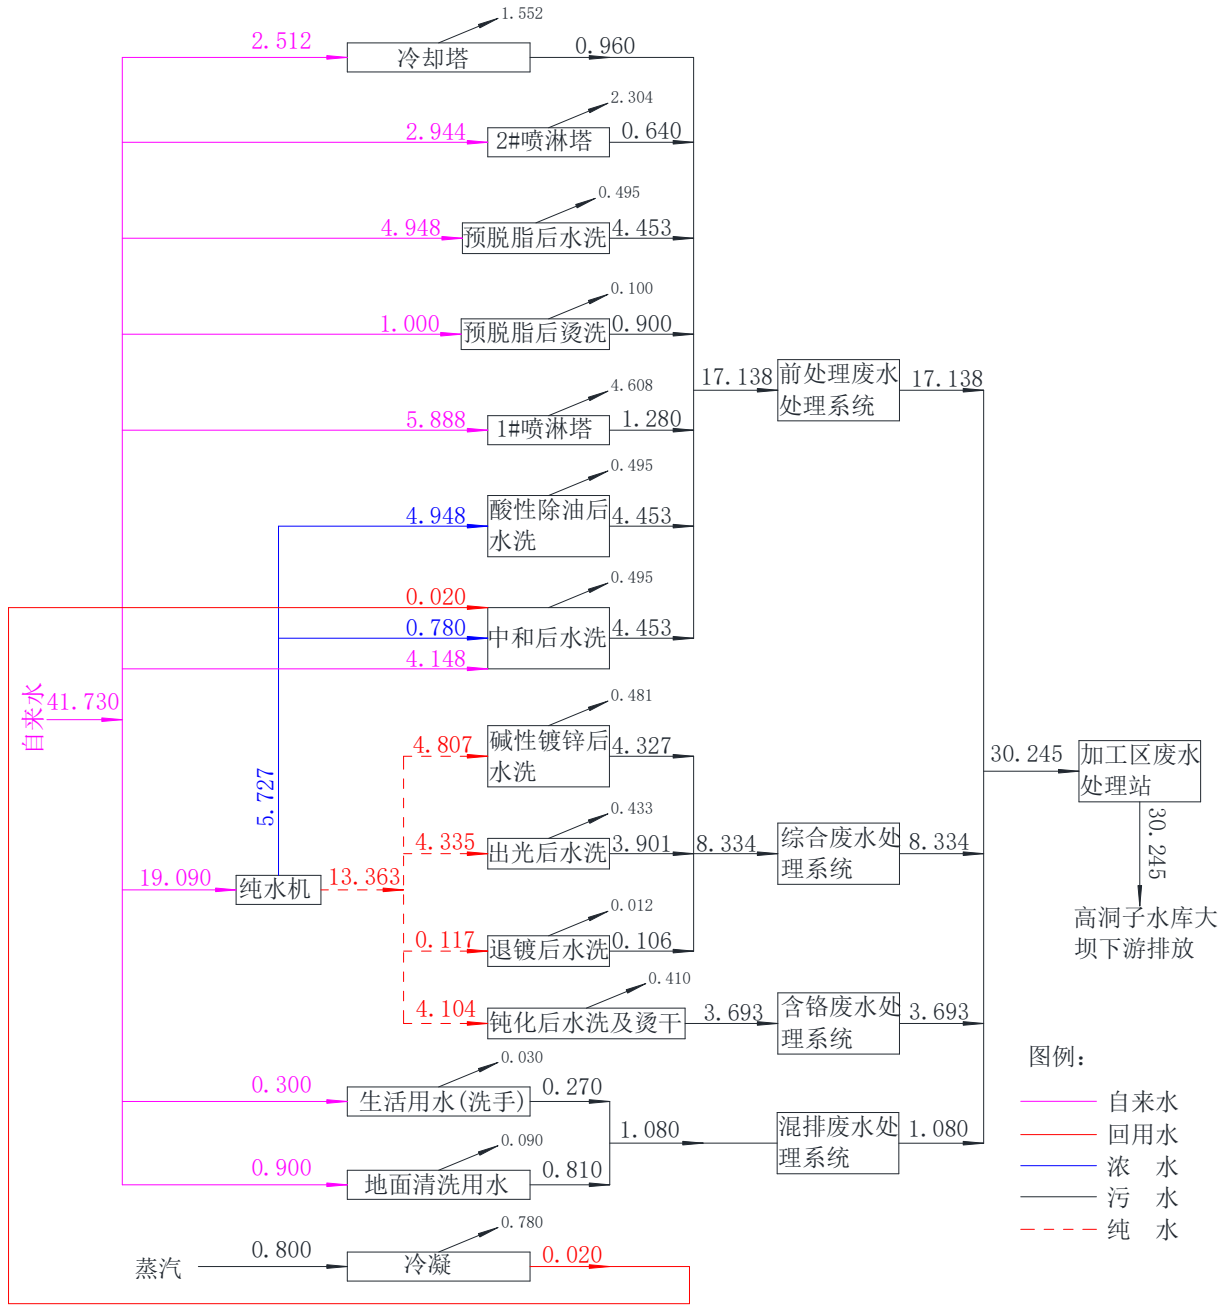 1.552
2.512
冷却塔
0.960
2.304
2.944
2#喷淋塔
0.640
0.495
4.948
预脱脂后水洗
4.453
0.100
1.000
预脱脂后烫洗
0.900
17.138
前处理废水
处理系统
17.138
4.608
5.888
1#喷淋塔
1.280
0.495
4.948
酸性除油后
水洗
4.453
0.495
0.020
0.780
4.148
中和后水洗
4.453
自来水
41.730
0.481
4.807
碱性镀锌后
水洗
4.327
30.245
加工区废水
处理站
5.727
0.433
4.335
出光后水洗
3.901
8.334
综合废水处
理系统
8.334
30.245
19.090
纯水机
13.363
0.012
0.117
退镀后水洗
0.106
高洞子水库大
坝下游排放
0.410
4.104
钝化后水洗及烫干
3.693
含铬废水处
理系统
3.693
0.030
0.300
生活用水(洗手)
0.270
1.080
混排废水处
理系统
1.080
0.090
0.900
地面清洗用水
0.810
0.780
蒸汽
0.800
冷凝
0.020
图例：
自来水
回用水
浓 水
污 水
纯 水